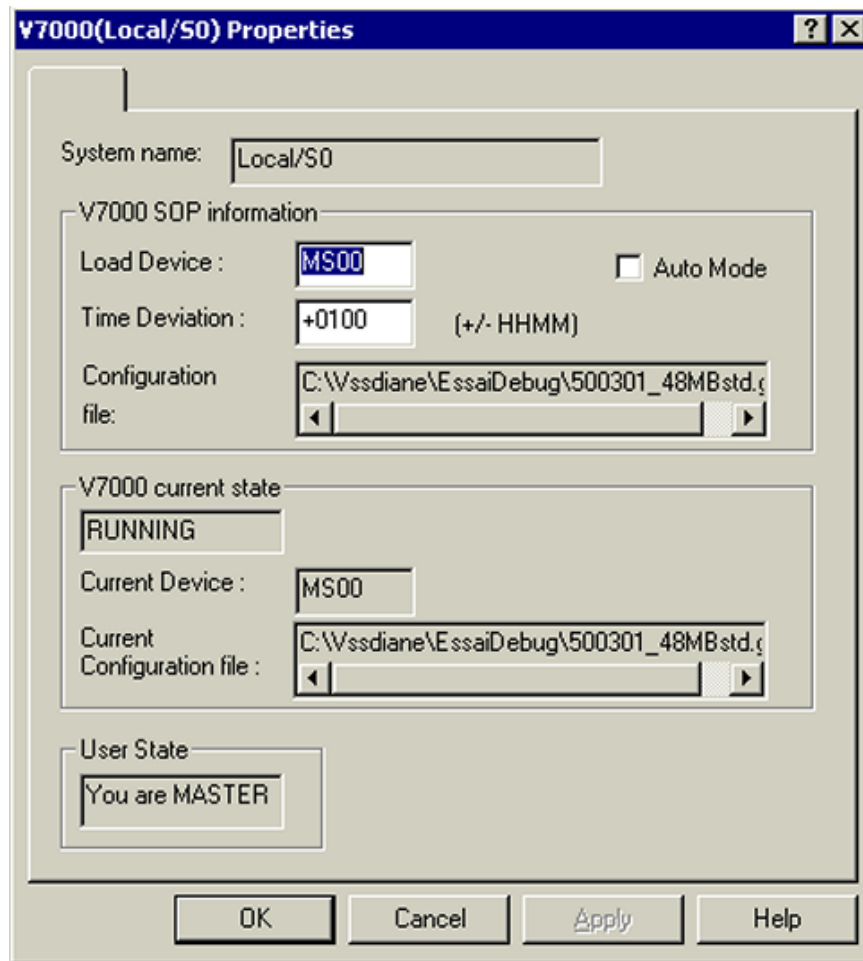 V7000(Local/S0) Properties
System name: Local/S0
V7000 SOP information
Load Device : MS00 Auto Mode
Time Deviation : +0100 (+/- HHMM)
Configuration file: C:\Vssdiane\EssaiDebug\500301_48MBstd.g
V7000 current state
RUNNING
Current Device : MS00
Current Configuration file : C:\Vssdiane\EssaiDebug\500301_48MBstd.g
User State
You are MASTER
OK Cancel Apply Help